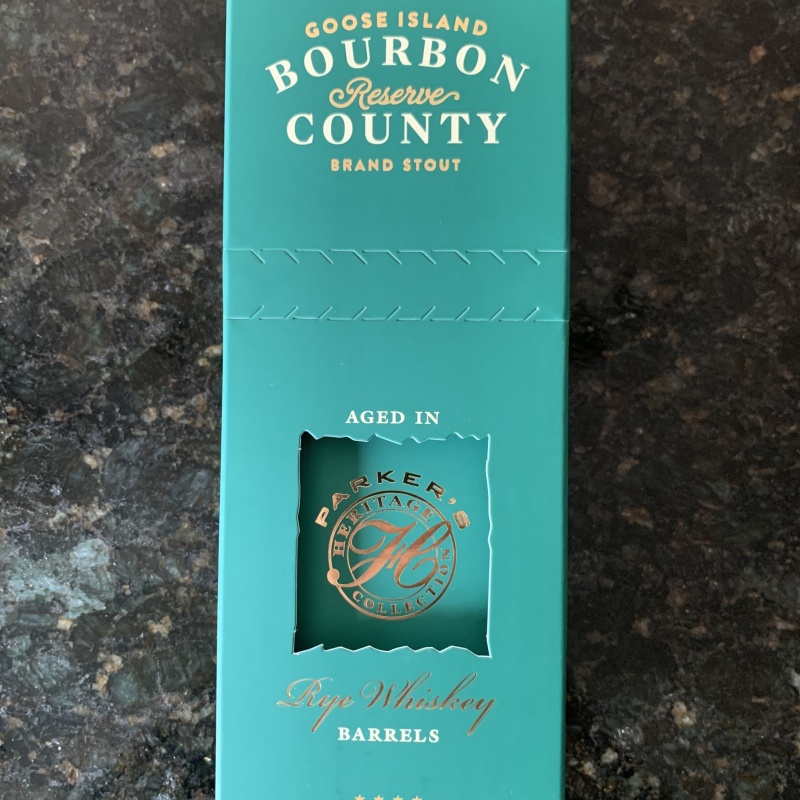 GOOSE ISLAND
BOURBON
Reserve
COUNTY
BRAND STOUT
AGED IN
PARKER'S
HERITAGE
H
COLLECTION
Rye Whiskey
BARRELS